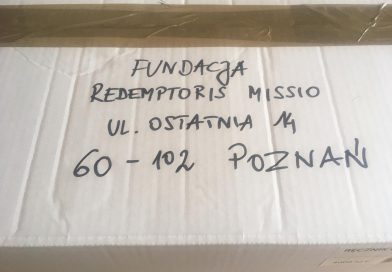 FUNDACJA
REDEMPTORIS MISSIO
UL. OSTATNIA 14
60-102 POZNAŃ